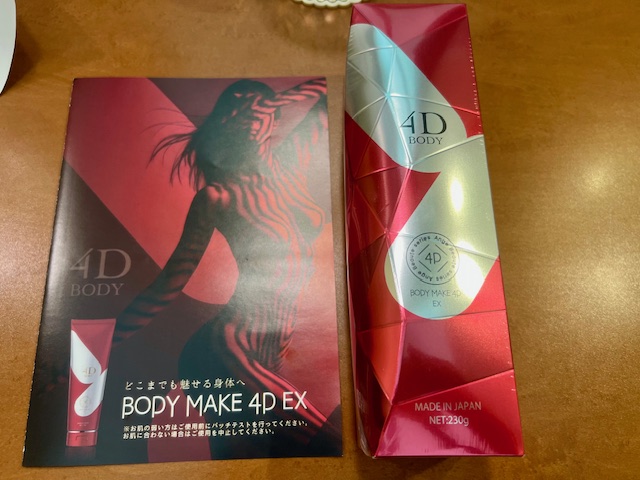 4D
BODY
4D
どこまでも魅せる身体へ
BODY MAKE 4D EX
※お肌の弱い方はご使用前にパッチテストを行ってください。
お肌に合わない場合はご使用を中止してください。
4D
BODY
4D
BODY MAKE 4D
EX
MADE IN JAPAN
NET:230g